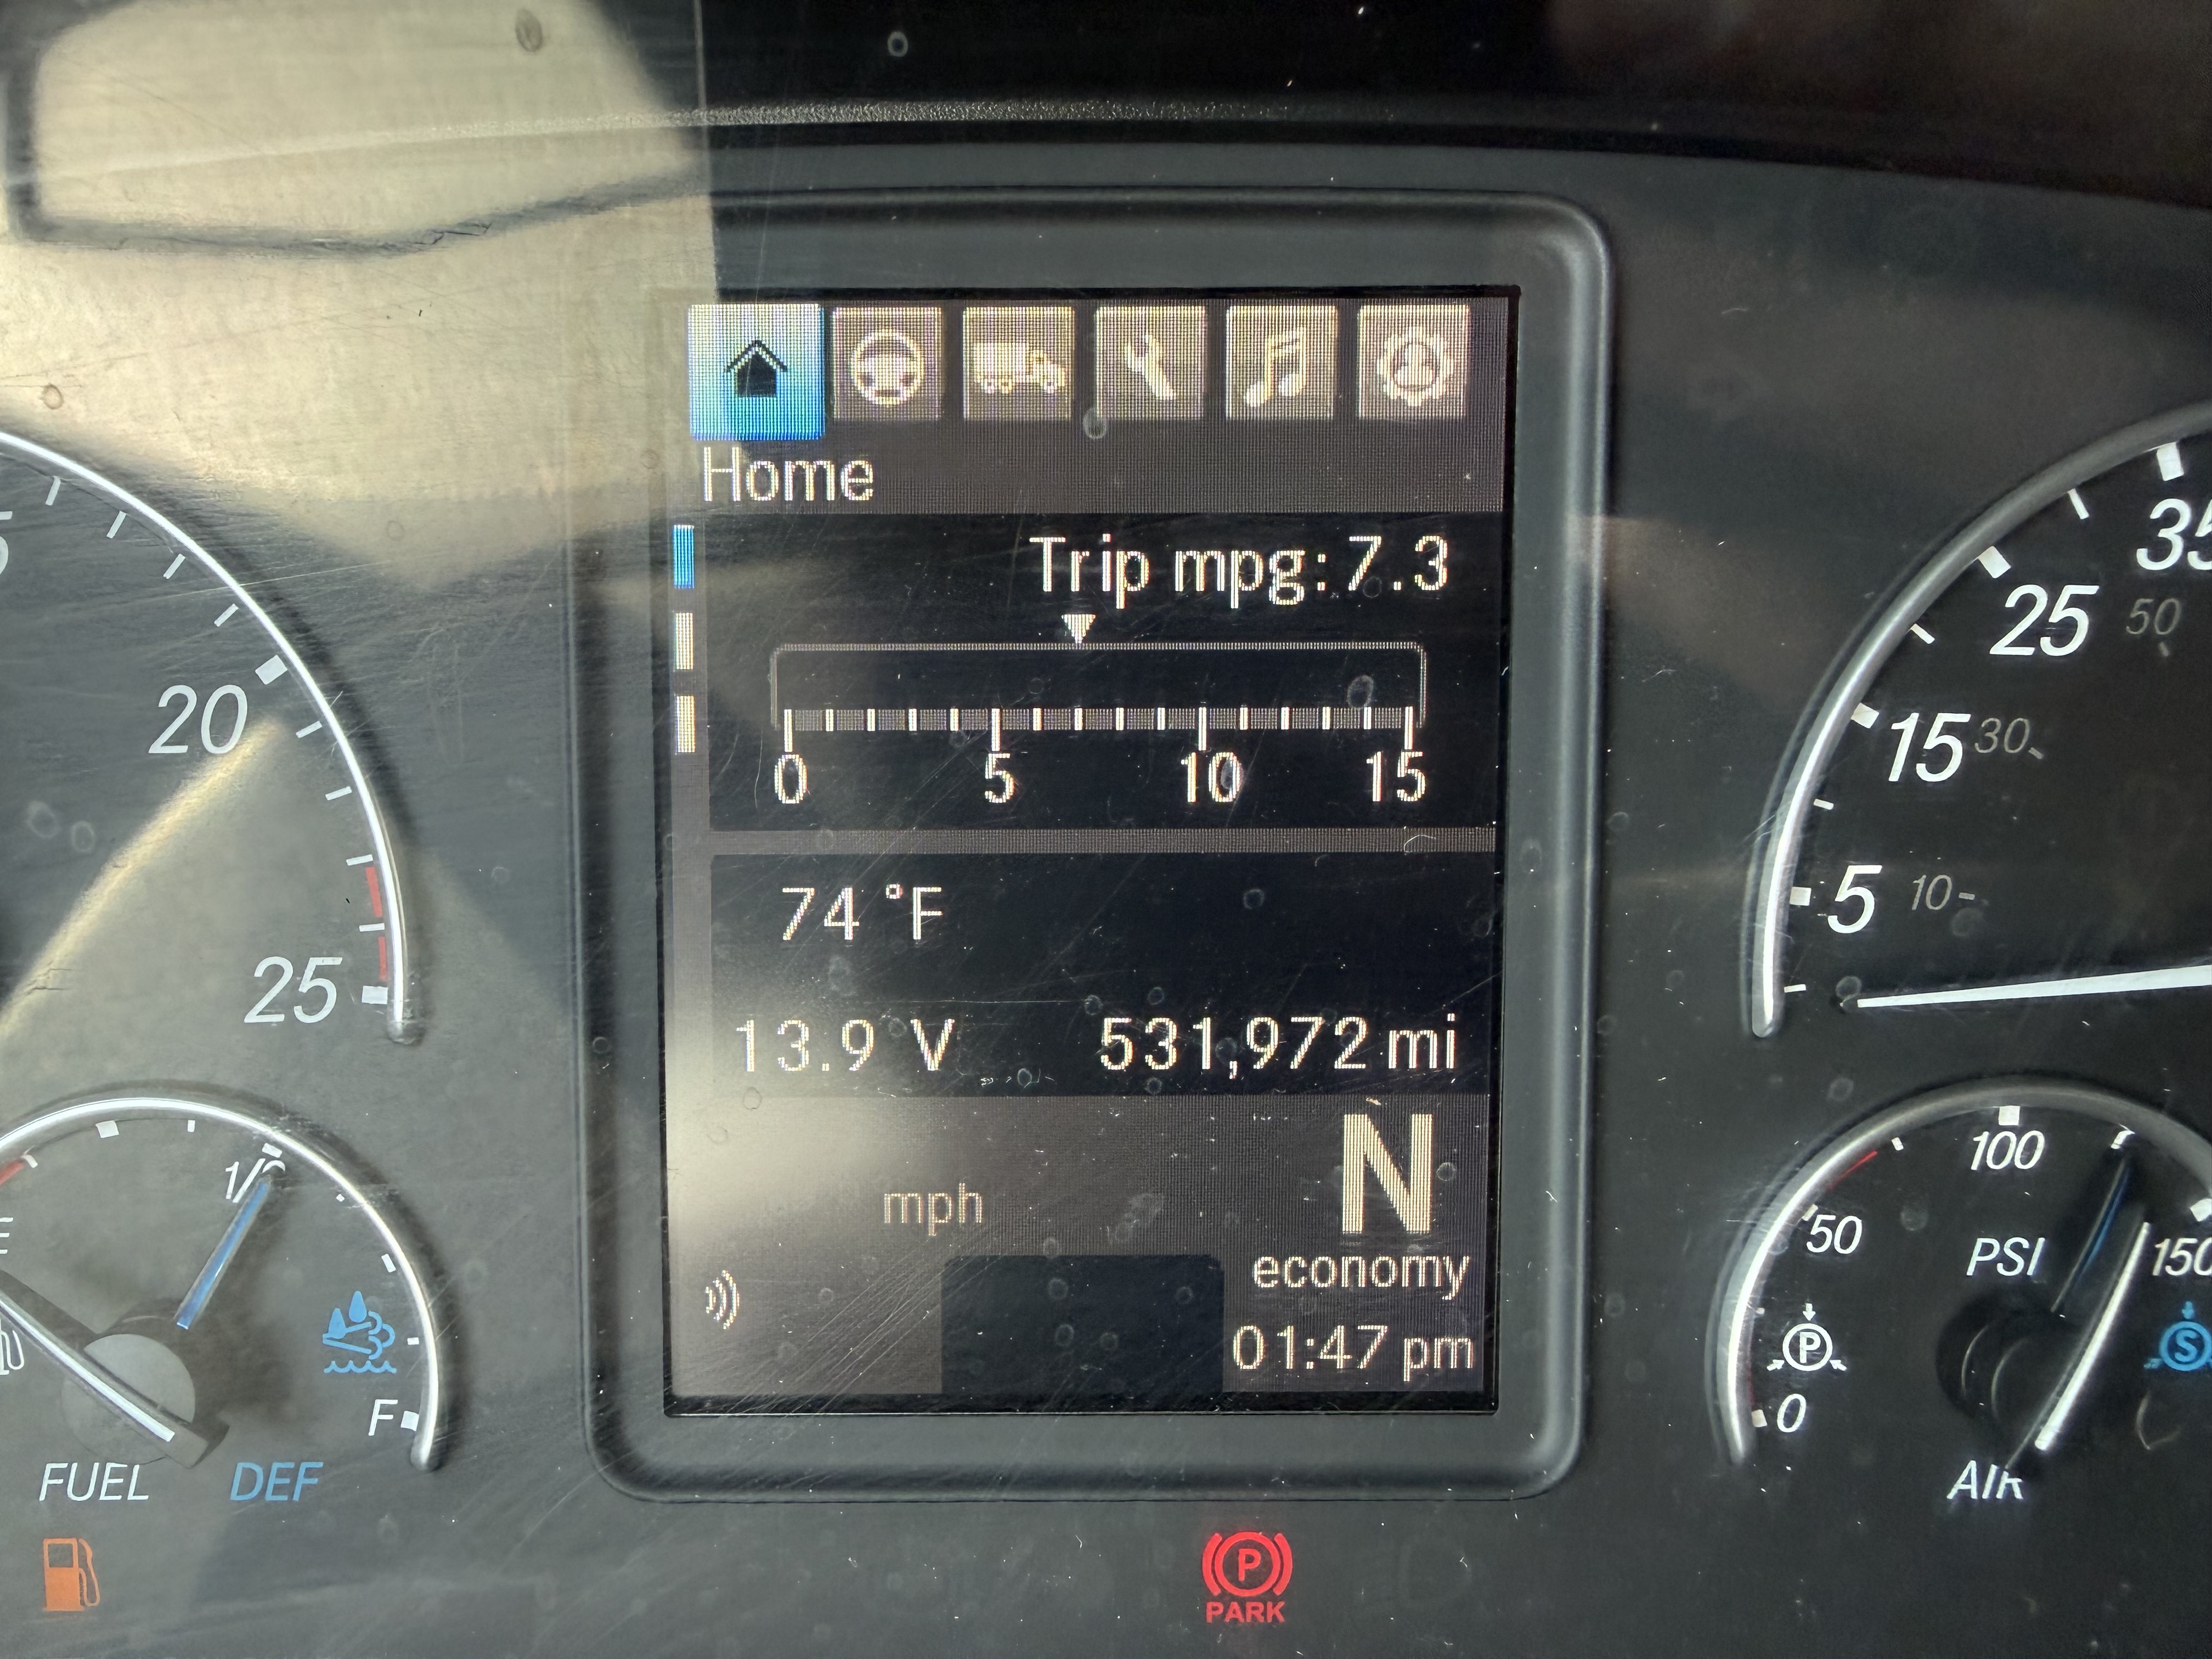 Home
Trip mpg: 7.3
0 5 10 15
74 °F
13.9 V 531,972 mi
N
mph
economy
01:47 pm
20
25
1/2
E
F
FUEL DEF
35
25 50
15 30
5 10
100
50 150
PSI
P
S
0
AIR
P
PARK